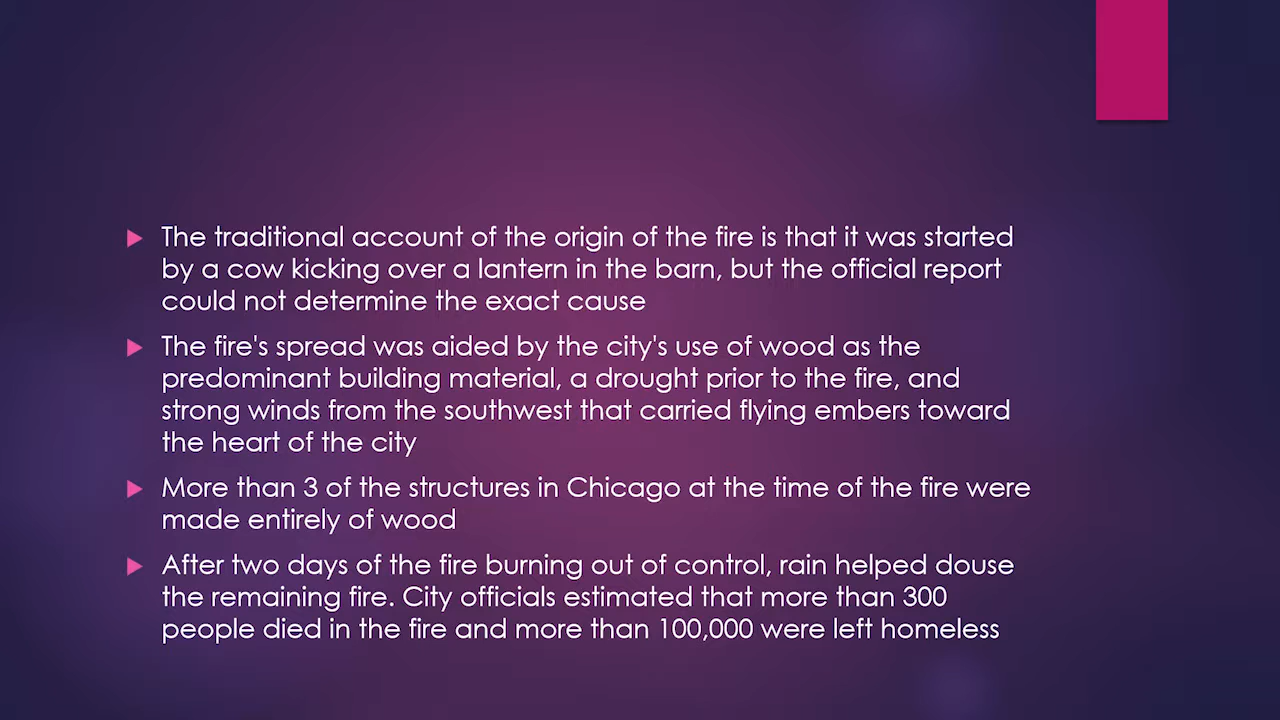 The traditional account of the origin of the fire is that it was started
by a cow kicking over a lantern in the barn, but the official report
could not determine the exact cause
The fire's spread was aided by the city's use of wood as the
predominant building material, a drought prior to the fire, and
strong winds from the southwest that carried flying embers toward
the heart of the city
More than 3 of the structures in Chicago at the time of the fire were
made entirely of wood
After two days of the fire burning out of control, rain helped douse
the remaining fire. City officials estimated that more than 300
people died in the fire and more than 100,000 were left homeless